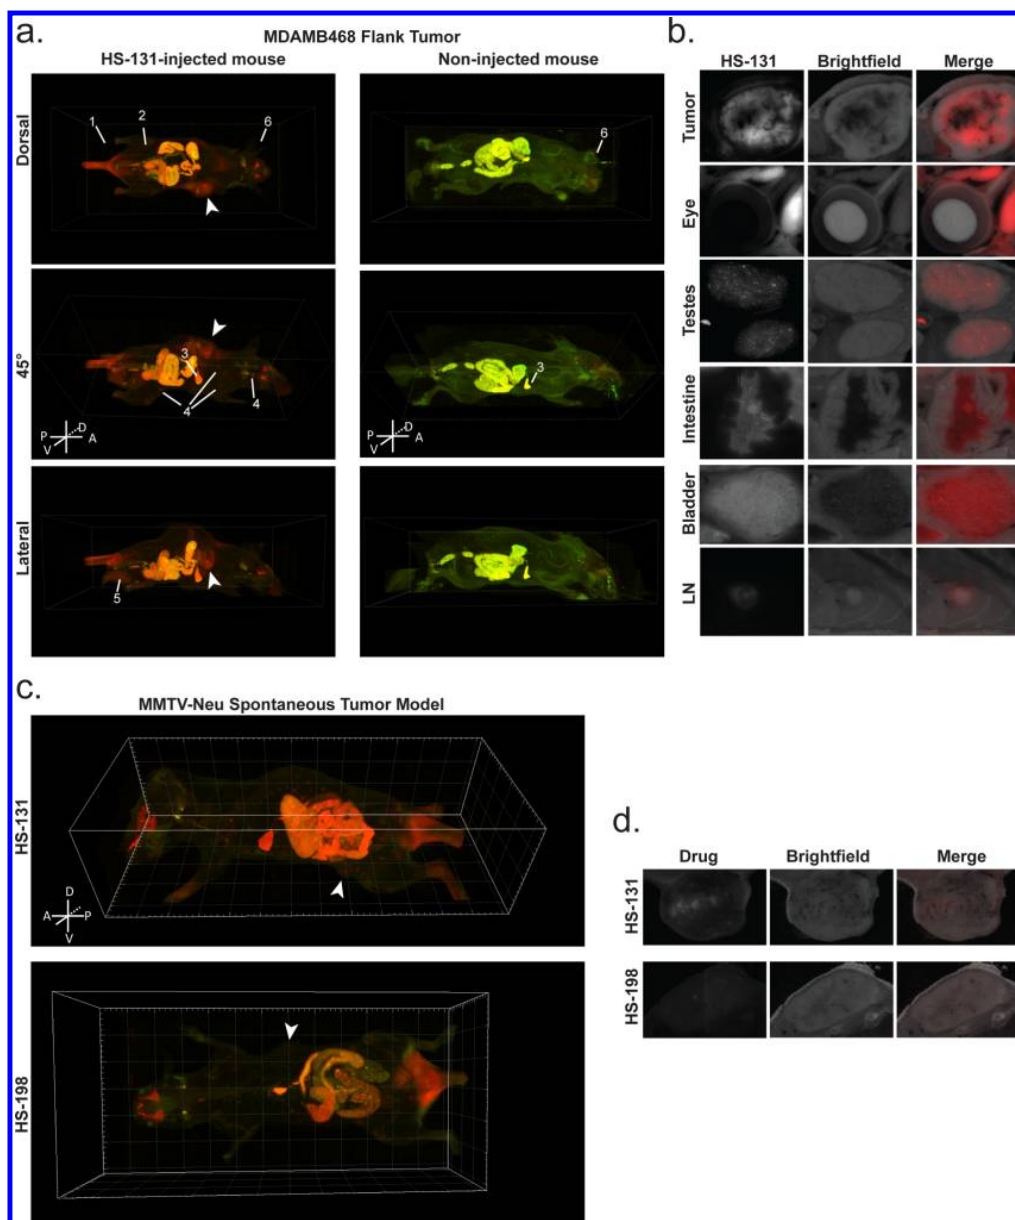 a.
MDAMB468 Flank Tumor
HS-131-injected mouse
Non-injected mouse
Dorsal
1
2
6
6
45°
3
4
4
3
P D A V
P D A V
Lateral
5
b.
HS-131 Brightfield Merge
Tumor
Eye
Testes
Intestine
Bladder
LN
c.
MMTV-Neu Spontaneous Tumor Model
HS-131
D
A P
V
HS-198
d.
Drug Brightfield Merge
HS-131
HS-198